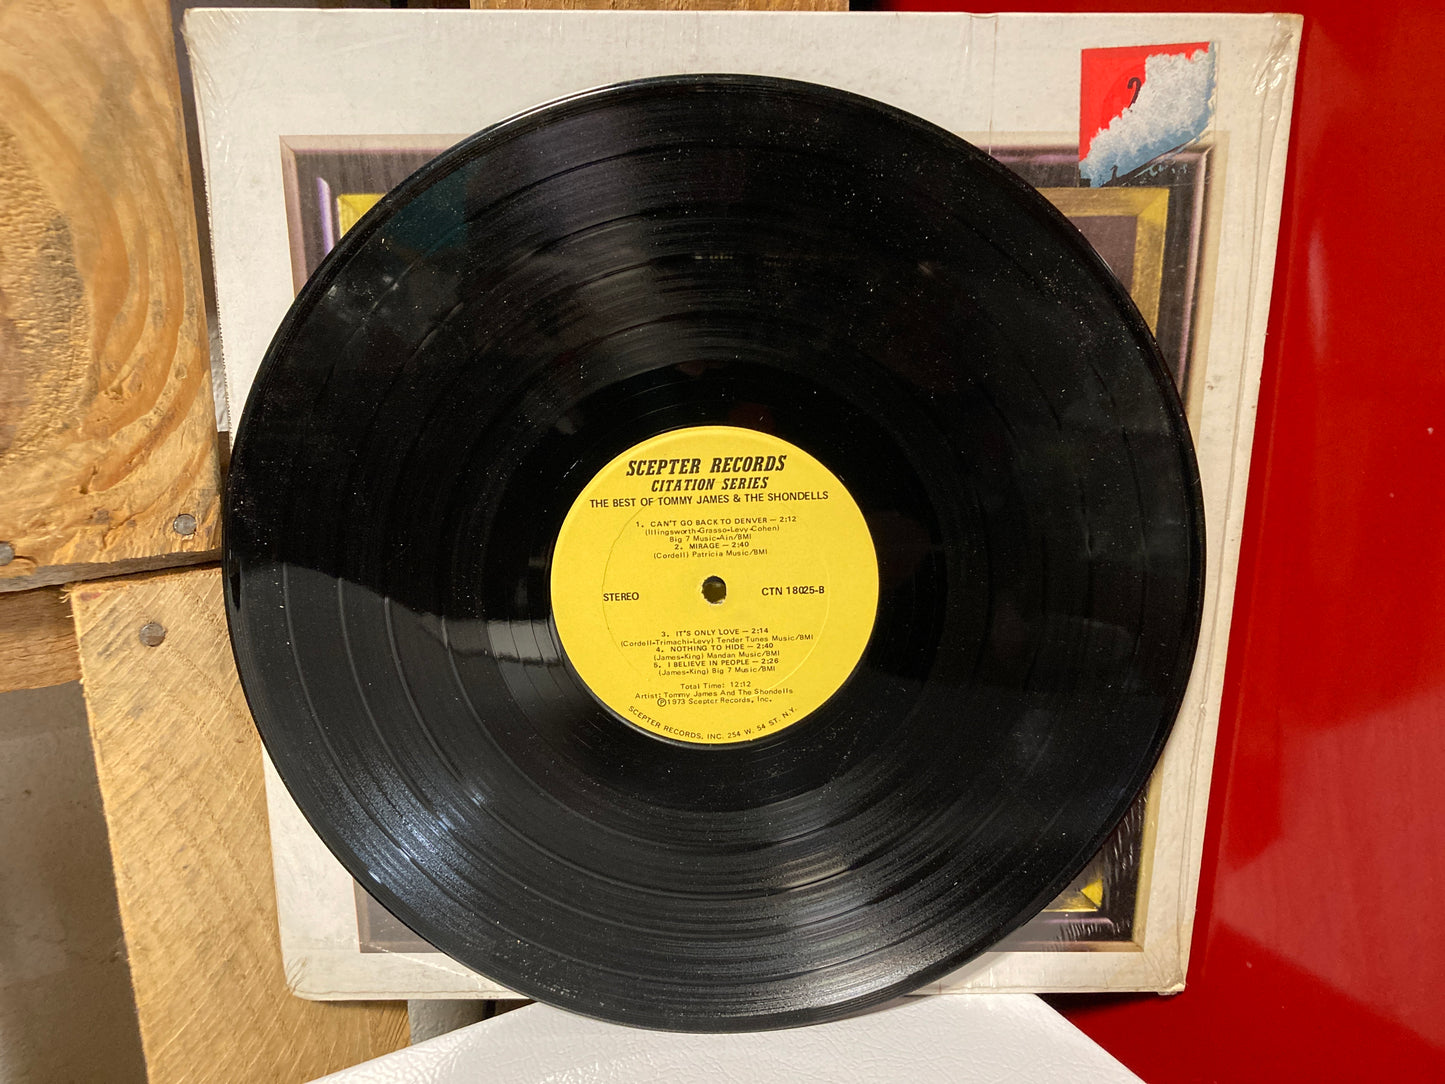 2
SCEPTER RECORDS
CITATION SERIES
THE BEST OF TOMMY JAMES & THE SHONDELLS
1. CAN'T GO BACK TO DENVER — 2:12
(Illingsworth-Grasso-Levy-Cohen)
Big 7 Music-Ain/BMI
2. MIRAGE — 2:40
(Cordell) Patricia Music/BMI
STEREO
CTN 18025-B
3. IT'S ONLY LOVE — 2:14
(Cordell-Trimachi-Levy) Tender Tunes Music/BMI
4. NOTHING TO HIDE — 2:40
(James-King) Mandan Music/BMI
5. I BELIEVE IN PEOPLE — 2:26
(James-King) Big 7 Music/BMI
Total Time: 12:12
Artist: Tommy James And The Shondells
Ⓟ1973 Scepter Records, Inc.
SCEPTER RECORDS, INC. 254 W. 54 ST. N.Y.